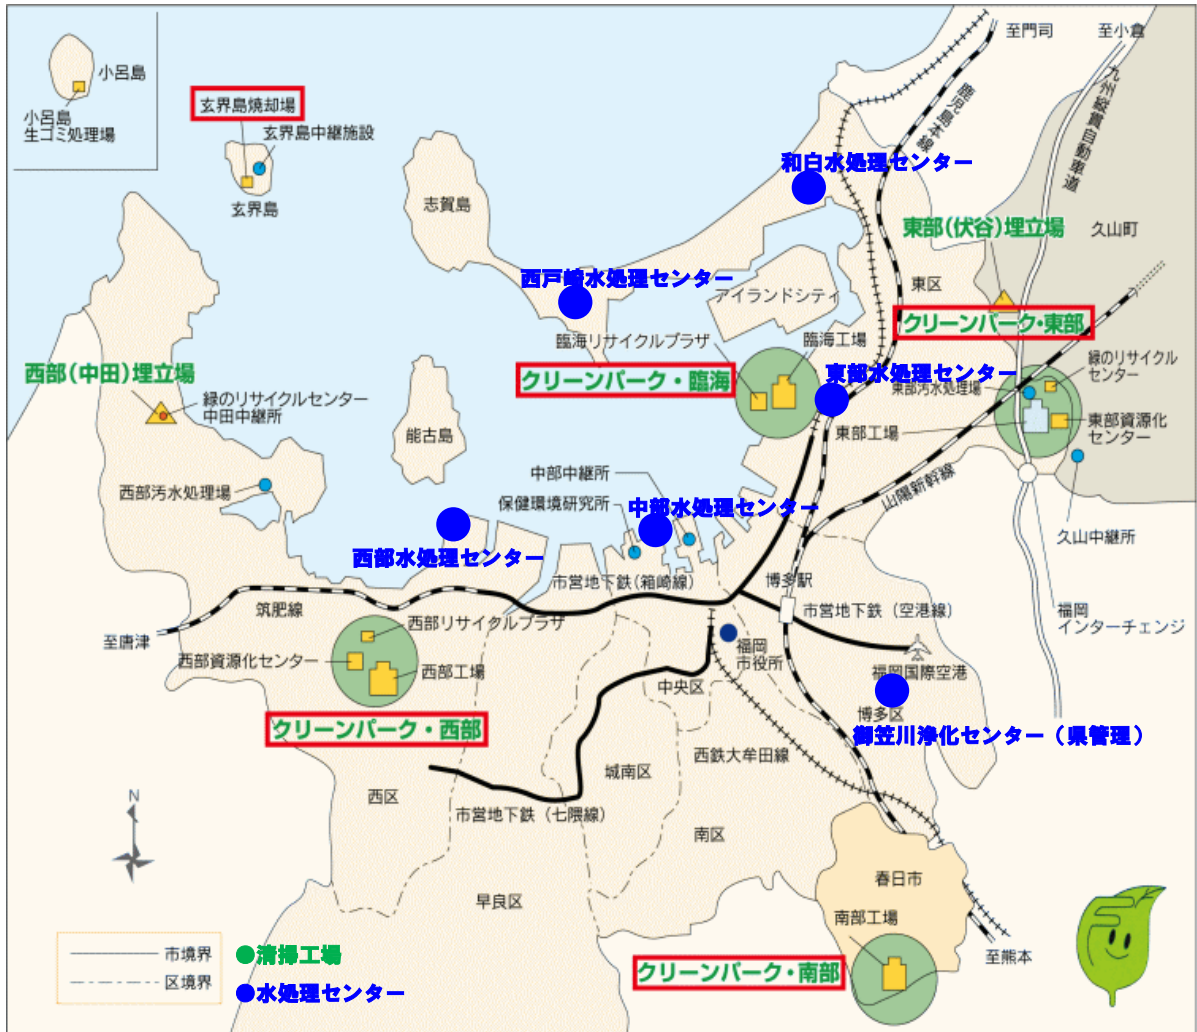 至門司
至小倉
小呂島
小呂島
生ゴミ処理場
玄界島焼却場
玄界島中継施設
玄界島
九州縦貫自動車道
鹿児島本線
和白水処理センター
志賀島
東部(伏谷)埋立場
久山町
西戸崎水処理センター
アイランドシティ
東区
クリーンパーク・東部
臨海リサイクルプラザ
臨海工場
緑のリサイクル
センター
西部(中田)埋立場
クリーンパーク・臨海
東部水処理センター
東部汚水処理場
緑のリサイクルセンター
中田中継所
東部資源化
センター
能古島
東部工場
中部中継所
山陽新幹線
西部汚水処理場
保健環境研究所
中部水処理センター
久山中継所
西部水処理センター
市営地下鉄(箱崎線)
博多駅
筑肥線
市営地下鉄（空港線）
福岡
インターチェンジ
至唐津
西部リサイクルプラザ
福岡
市役所
西部資源化センター
西部工場
福岡国際空港
中央区
博多区
クリーンパーク・西部
御笠川浄化センター（県管理）
西鉄大牟田線
城南区
西区
市営地下鉄（七隈線）
南区
N
春日市
早良区
南部工場
市境界
●清掃工場
至熊本
クリーンパーク・南部
区境界
●水処理センター